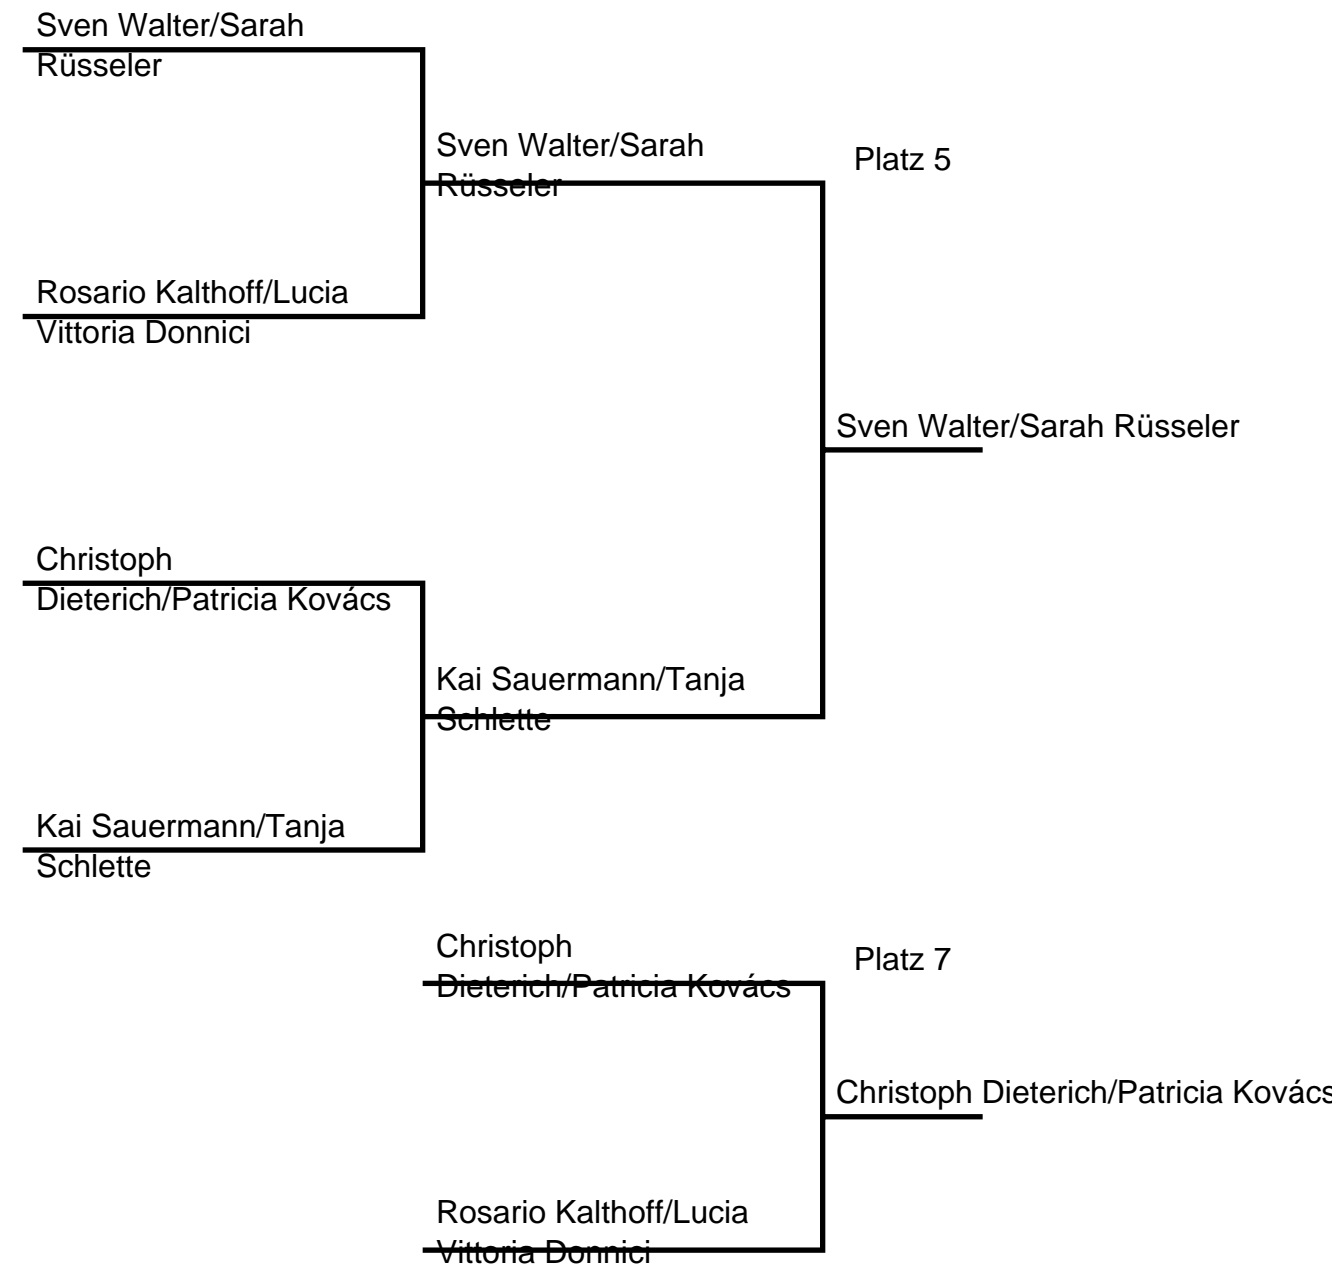 Sven Walter/Sarah
Rüsseler
Sven Walter/Sarah
Rüsseler
Platz 5
Rosario Kalthoff/Lucia
Vittoria Donnici
Sven Walter/Sarah Rüsseler
Christoph
Dieterich/Patricia Kovács
Kai Sauermann/Tanja
Schlette
Kai Sauermann/Tanja
Schlette
Christoph
Dieterich/Patricia Kovács
Platz 7
Christoph Dieterich/Patricia Kovács
Rosario Kalthoff/Lucia
Vittoria Donnici